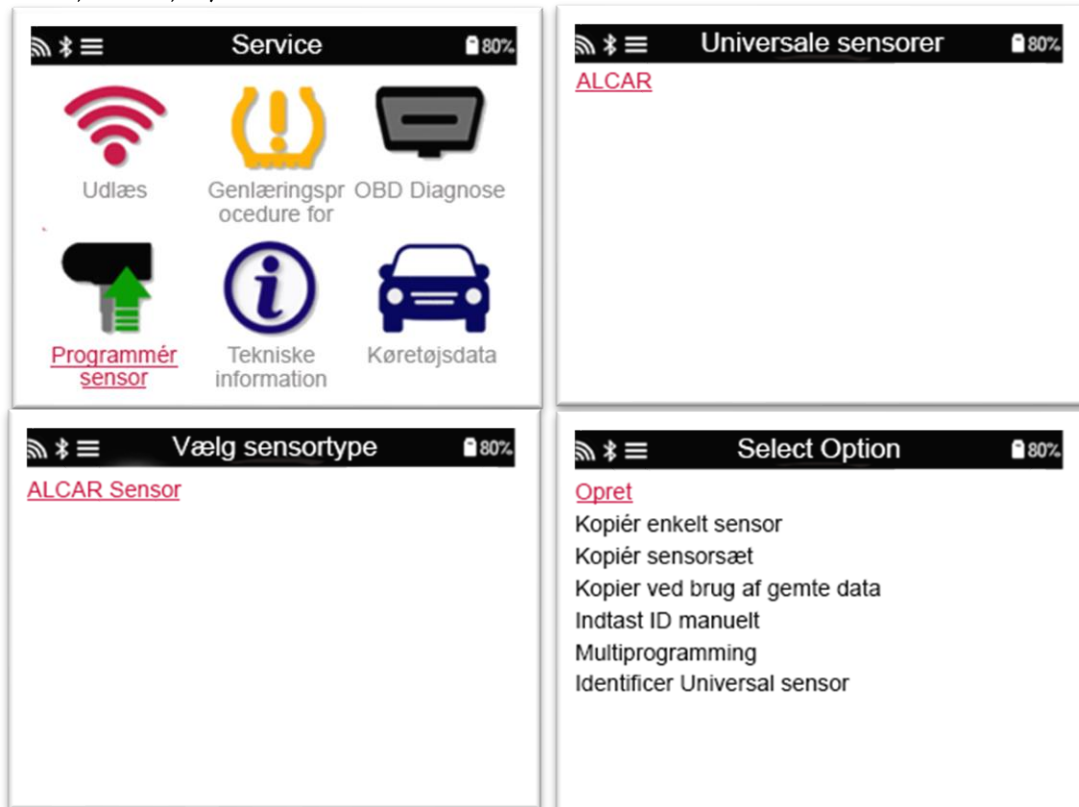 Service 80%
Udlæs
Genlæringspr
ocedure for
OBD Diagnose
Programmér
sensor
Tekniske
information
Køretøjsdata
Universale sensorer 80%
ALCAR
Vælg sensortype 80%
ALCAR Sensor
Select Option 80%
Opret
Kopiér enkelt sensor
Kopiér sensorsæt
Kopier ved brug af gemte data
Indtast ID manuelt
Multiprogramming
Identificer Universal sensor